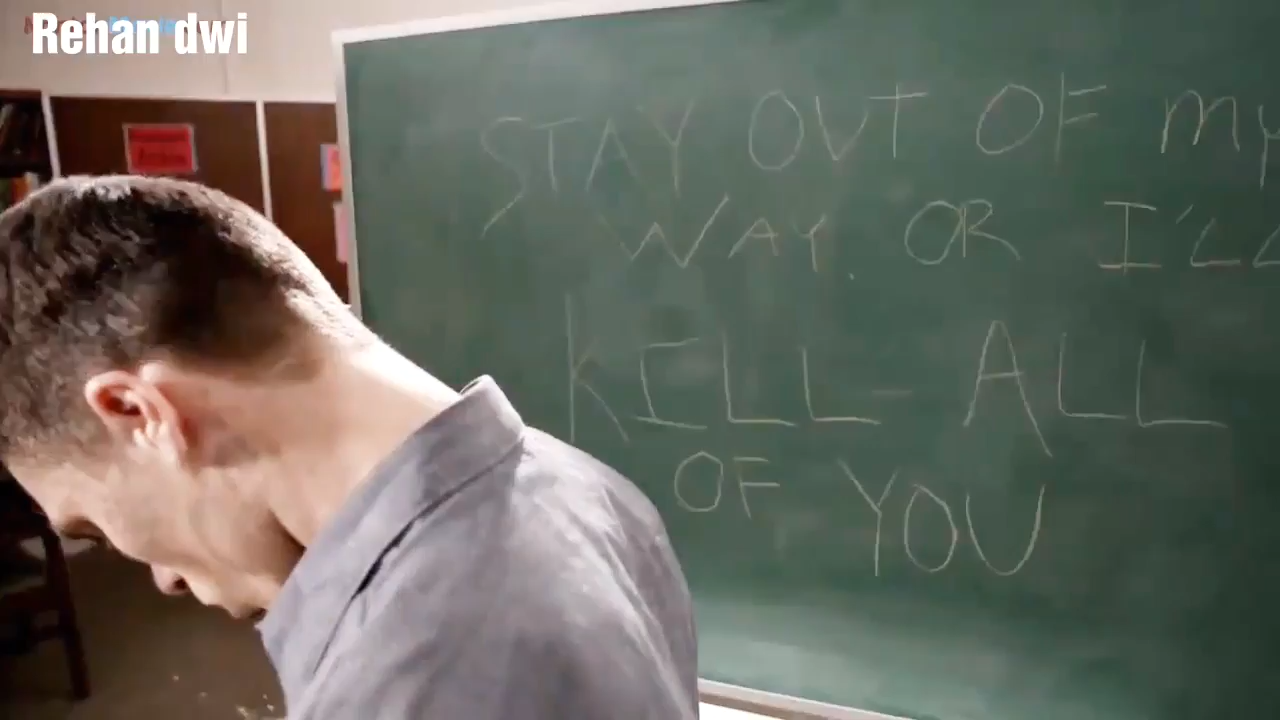 Rehan dwi
STAY OUT OF My
WAY. OR I'LL
KILL ALL
OF YOU